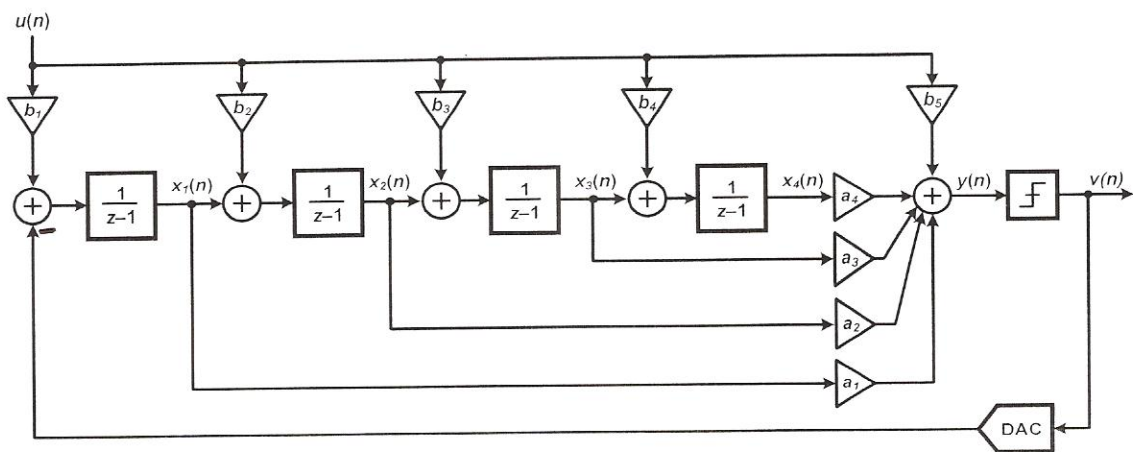 u(n)
b1
b2
b3
b4
b5
+
1
z–1
x1(n)
+
1
z–1
x2(n)
+
1
z–1
x3(n)
+
1
z–1
x4(n)
a4
+
y(n)
v(n)
–
a3
a2
a1
DAC